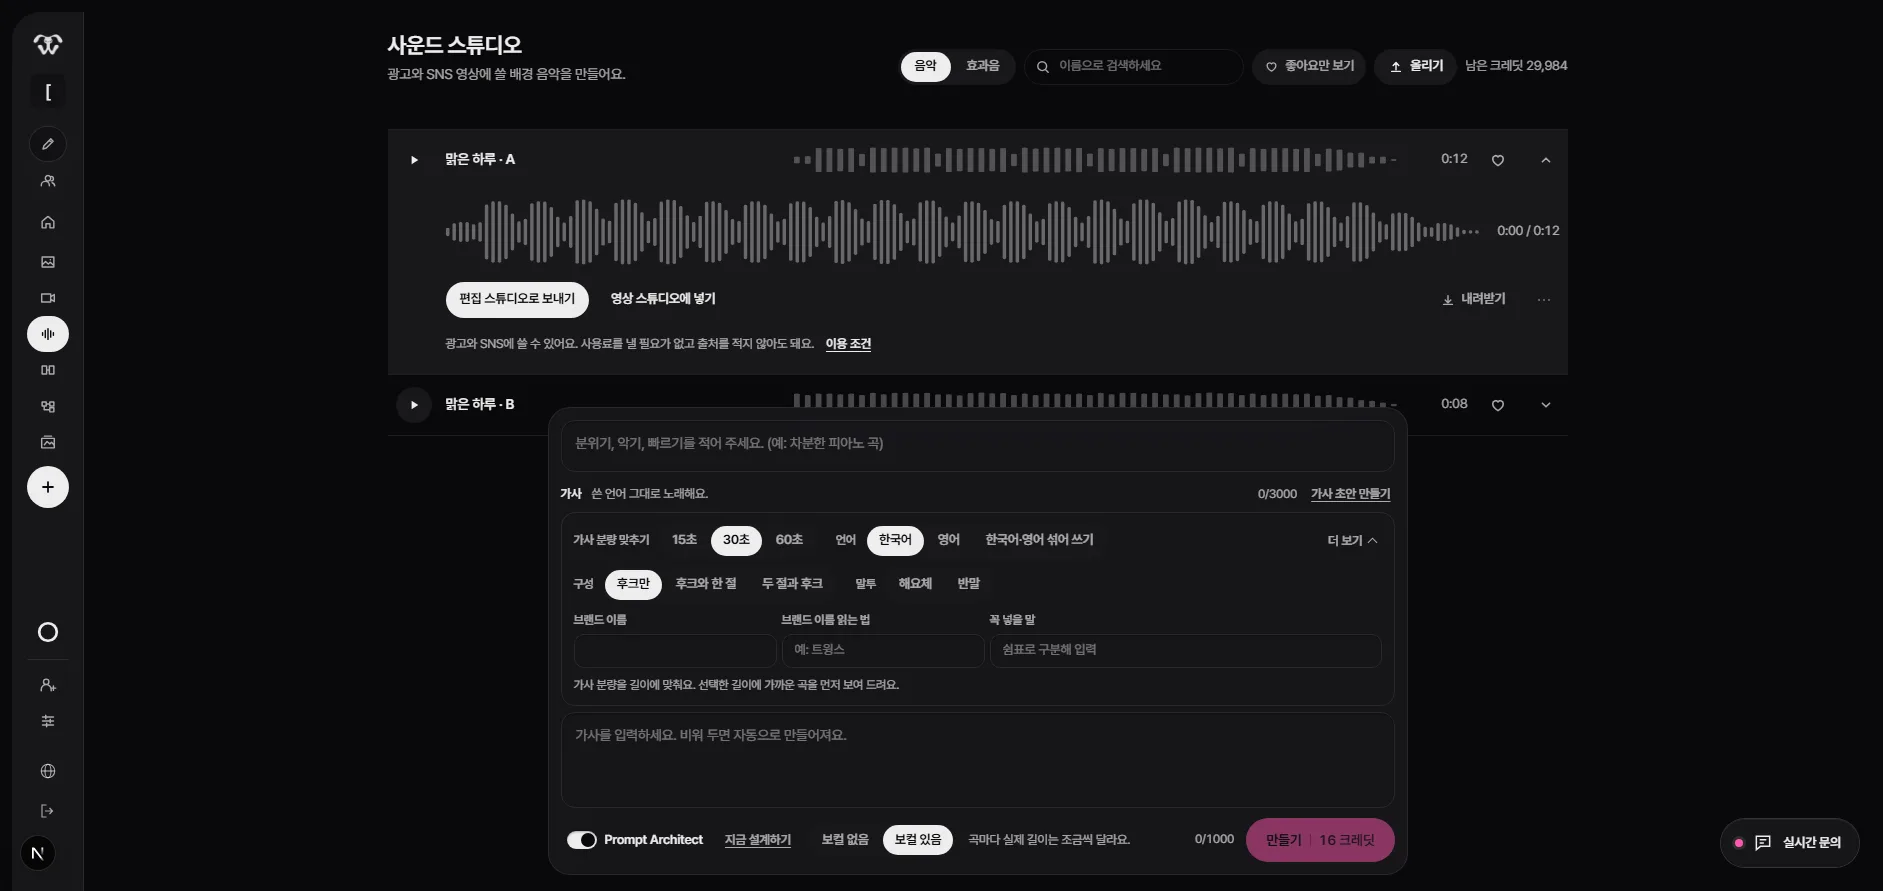 사운드 스튜디오
광고와 SNS 영상에 쓸 배경 음악을 만들어요.
음악 효과음 이름으로 검색하세요 좋아요만 보기 올리기 남은 크레딧 29,984
[
맑은 하루 · A 0:12
0:00 / 0:12
편집 스튜디오로 보내기 영상 스튜디오에 넣기 내려받기 ···
광고와 SNS에 쓸 수 있어요. 사용료를 낼 필요가 없고 출처를 적지 않아도 돼요. 이용 조건
맑은 하루 · B 0:08
분위기, 악기, 빠르기를 적어 주세요. (예: 차분한 피아노 곡)
가사 쓴 언어 그대로 노래해요. 0/3000 가사 초안 만들기
가사 분량 맞추기 15초 30초 60초 언어 한국어 영어 한국어·영어 섞어 쓰기 더 보기
구성 후크만 후크와 한 절 두 절과 후크 말투 해요체 반말
브랜드 이름 브랜드 이름 읽는 법 꼭 넣을 말
예: 트윙스 쉼표로 구분해 입력
가사 분량을 길이에 맞춰요. 선택한 길이에 가까운 곡을 먼저 보여 드려요.
가사를 입력하세요. 비워 두면 자동으로 만들어져요.
Prompt Architect 지금 설계하기 보컬 없음 보컬 있음 곡마다 실제 길이는 조금씩 달라요. 0/1000 만들기 | 16 크레딧
N
실시간 문의